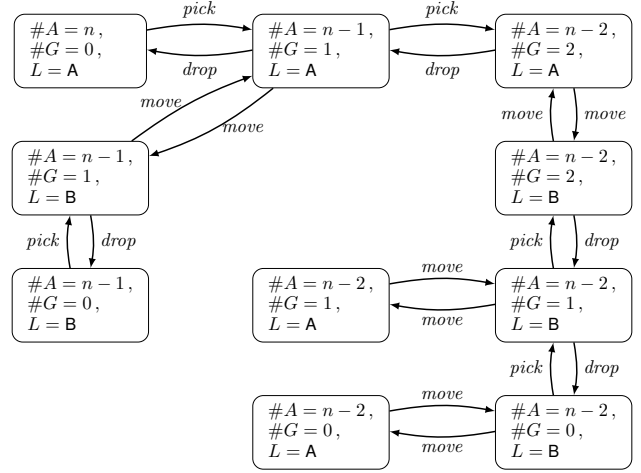 pick
pick
#A = n ,
#G = 0 ,
L = A
#A = n − 1 ,
#G = 1 ,
L = A
#A = n − 2 ,
#G = 2 ,
L = A
drop
drop
move
move
move
move
#A = n − 1 ,
#G = 1 ,
L = B
#A = n − 2 ,
#G = 2 ,
L = B
pick
drop
pick
drop
#A = n − 1 ,
#G = 0 ,
L = B
#A = n − 2 ,
#G = 1 ,
L = A
move
move
#A = n − 2 ,
#G = 1 ,
L = B
pick
drop
#A = n − 2 ,
#G = 0 ,
L = A
move
move
#A = n − 2 ,
#G = 0 ,
L = B